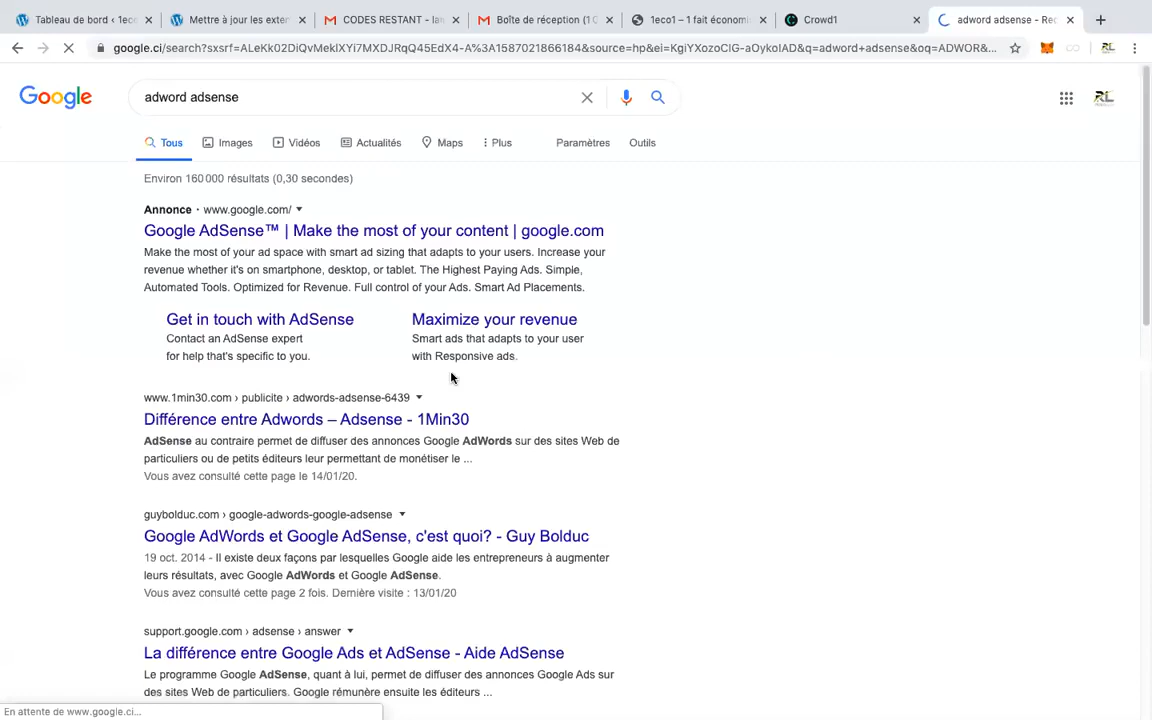 Tableau de bord ‹ 1ec
Mettre à jour les exten
CODES RESTANT - la
Boîte de réception (1
1eco1 – 1 fait économi
Crowd1
adword adsense - Rec
google.ci/search?sxsrf=ALeKk02DiQvMekIXYi7MXDJRqQ45EdX4-A%3A1587021866184&source=hp&ei=KgiYXozoCIG-aOykoIAD&q=adword+adsense&oq=ADWOR&...
Google
adword adsense
Tous
Images
Vidéos
Actualités
Maps
Plus
Paramètres
Outils
RL
Environ 160 000 résultats (0,30 secondes)
Annonce · www.google.com/
Google AdSense™ | Make the most of your content | google.com
Make the most of your ad space with smart ad sizing that adapts to your users. Increase your
revenue whether it's on smartphone, desktop, or tablet. The Highest Paying Ads. Simple,
Automated Tools. Optimized for Revenue. Full control of your Ads. Smart Ad Placements.
Get in touch with AdSense
Contact an AdSense expert
for help that's specific to you.
Maximize your revenue
Smart ads that adapts to your user
with Responsive ads.
www.1min30.com › publicite › adwords-adsense-6439
Différence entre Adwords – Adsense - 1Min30
AdSense au contraire permet de diffuser des annonces Google AdWords sur des sites Web de
particuliers ou de petits éditeurs leur permettant de monétiser le ...
Vous avez consulté cette page le 14/01/20.
guybolduc.com › google-adwords-google-adsense
Google AdWords et Google AdSense, c'est quoi? - Guy Bolduc
19 oct. 2014 - Il existe deux façons par lesquelles Google aide les entrepreneurs à augmenter
leurs résultats, avec Google AdWords et Google AdSense.
Vous avez consulté cette page 2 fois. Dernière visite : 13/01/20
support.google.com › adsense › answer
La différence entre Google Ads et AdSense - Aide AdSense
Le programme Google AdSense, quant à lui, permet de diffuser des annonces Google Ads sur
des sites Web de particuliers. Google rémunère ensuite les éditeurs ...
En attente de www.google.ci...